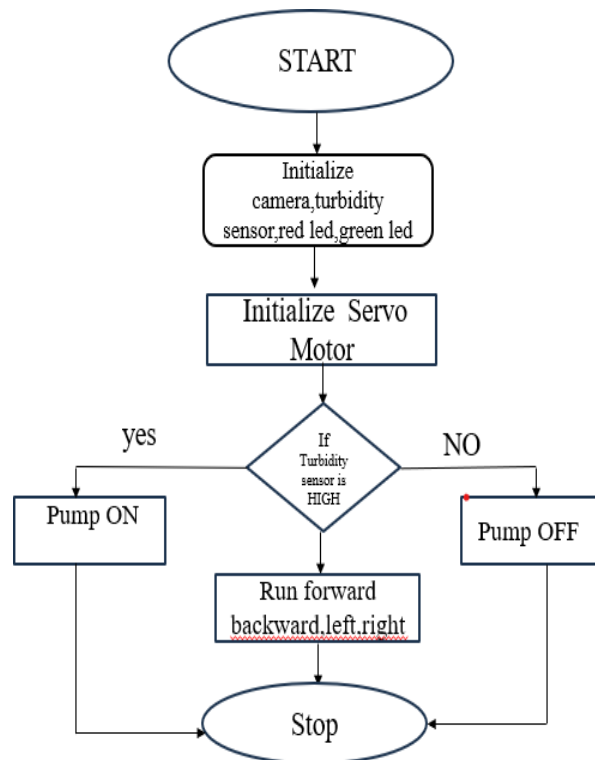 START
Initialize
camera,turbidity
sensor,red led,green led
Initialize Servo
Motor
If
Turbidity
sensor is
HIGH
yes
NO
Pump ON
Pump OFF
Run forward
backward,left,right
Stop